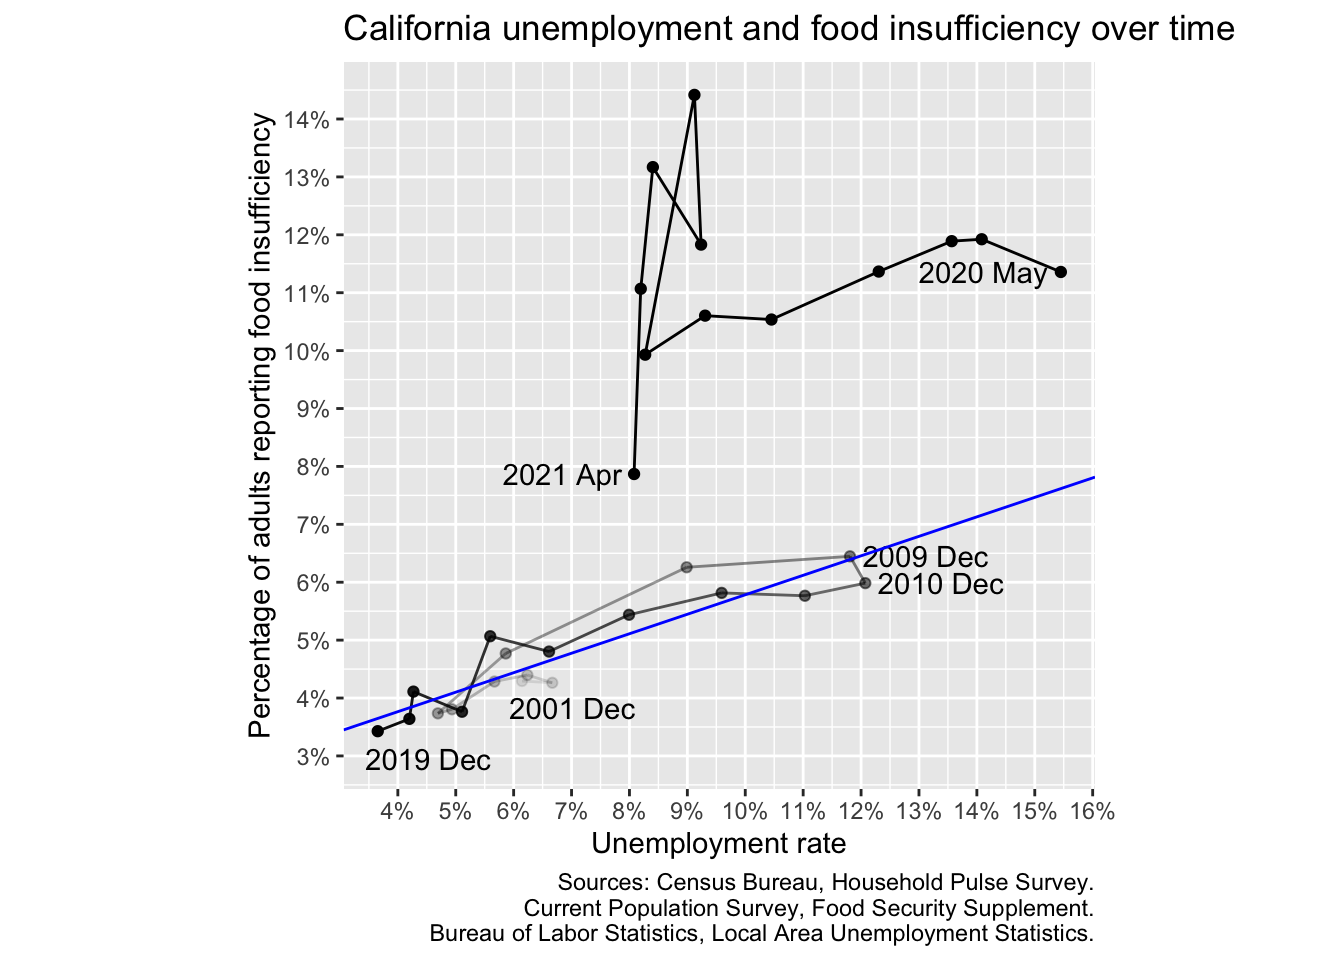 California unemployment and food insufficiency over time
Percentage of adults reporting food insufficiency
14%
13%
12%
11%
10%
9%
8%
7%
6%
5%
4%
3%
2020 May
2021 Apr
2009 Dec
2010 Dec
2001 Dec
2019 Dec
4% 5% 6% 7% 8% 9% 10% 11% 12% 13% 14% 15% 16%
Unemployment rate
Sources: Census Bureau, Household Pulse Survey.
Current Population Survey, Food Security Supplement.
Bureau of Labor Statistics, Local Area Unemployment Statistics.